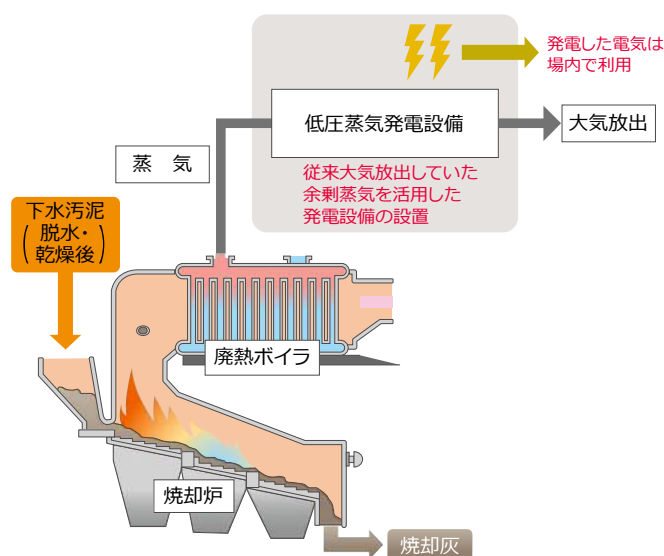 発電した電気は
場内で利用
低圧蒸気発電設備
大気放出
従来大気放出していた
余剰蒸気を活用した
発電設備の設置
蒸 気
下水汚泥
(脱水・
乾燥後)
廃熱ボイラ
焼却炉
焼却灰